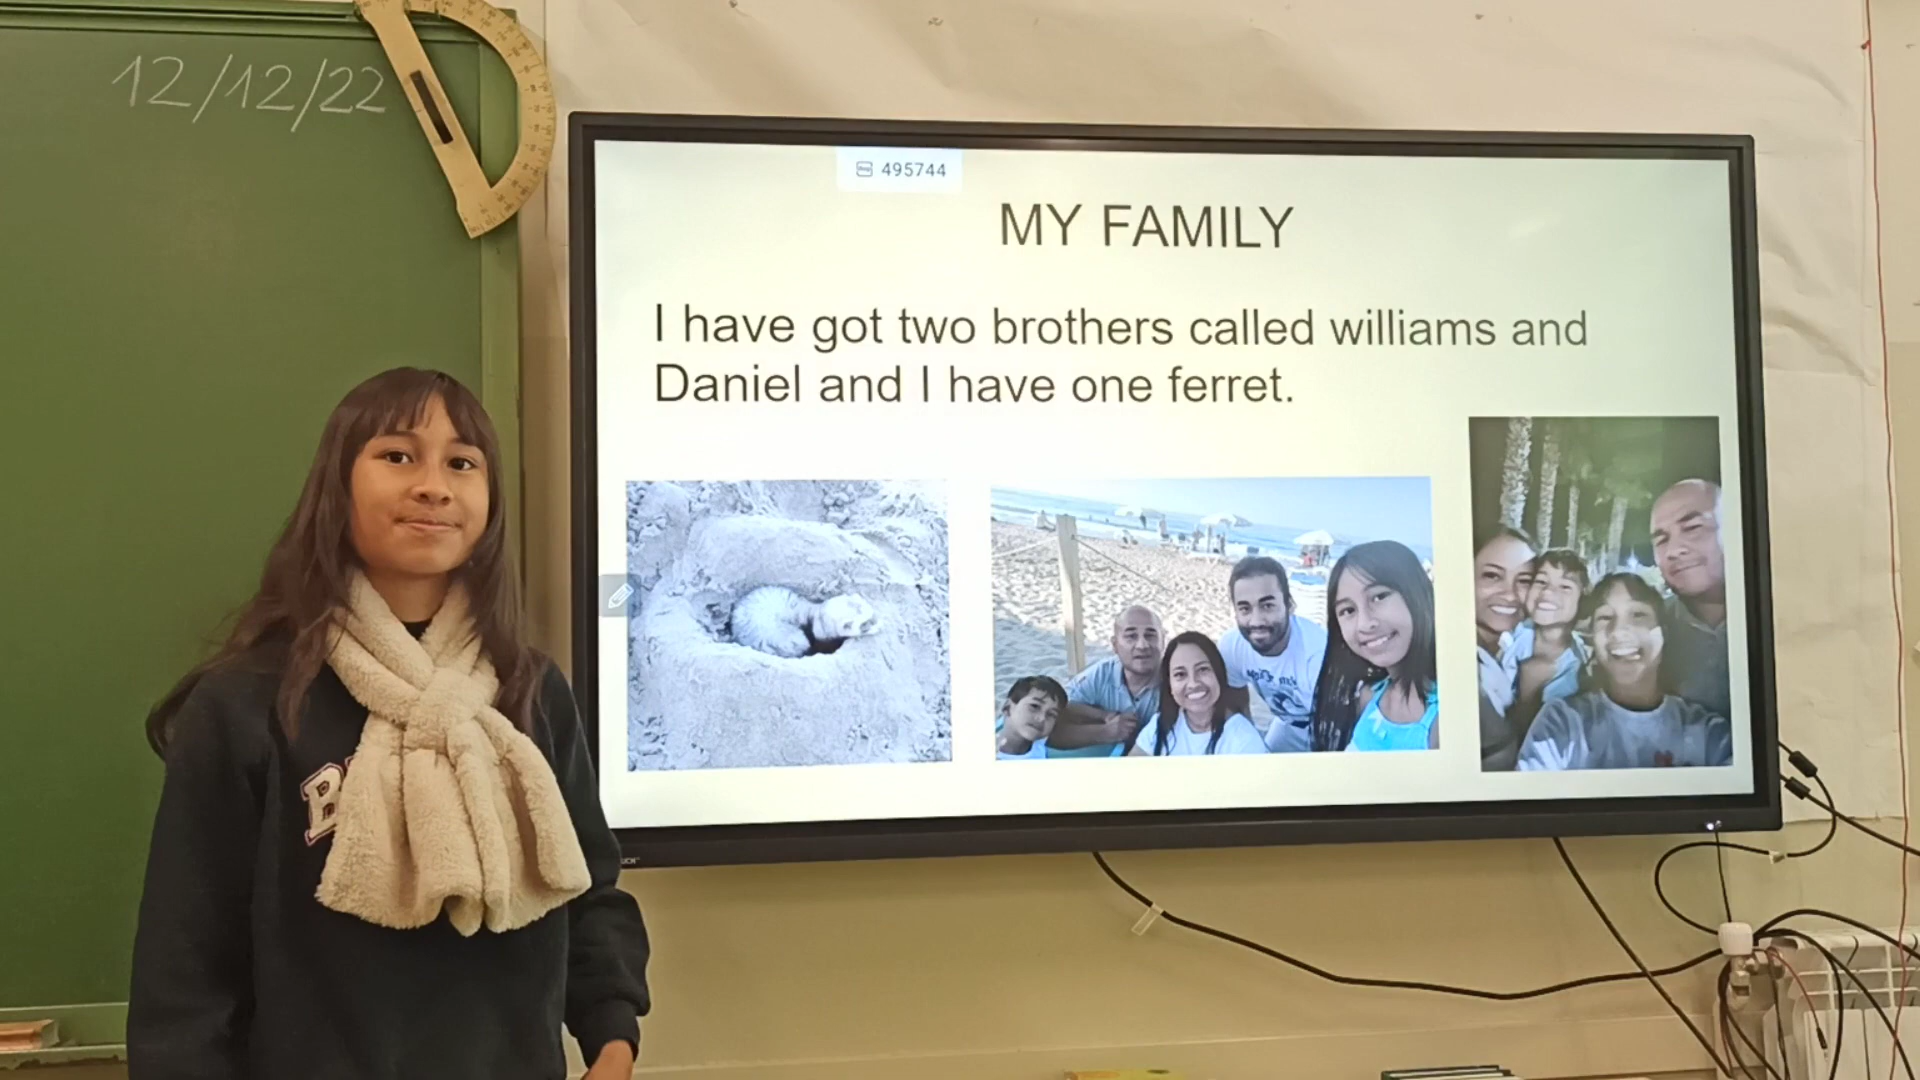 12/12/22
495744
MY FAMILY
I have got two brothers called williams and
Daniel and I have one ferret.